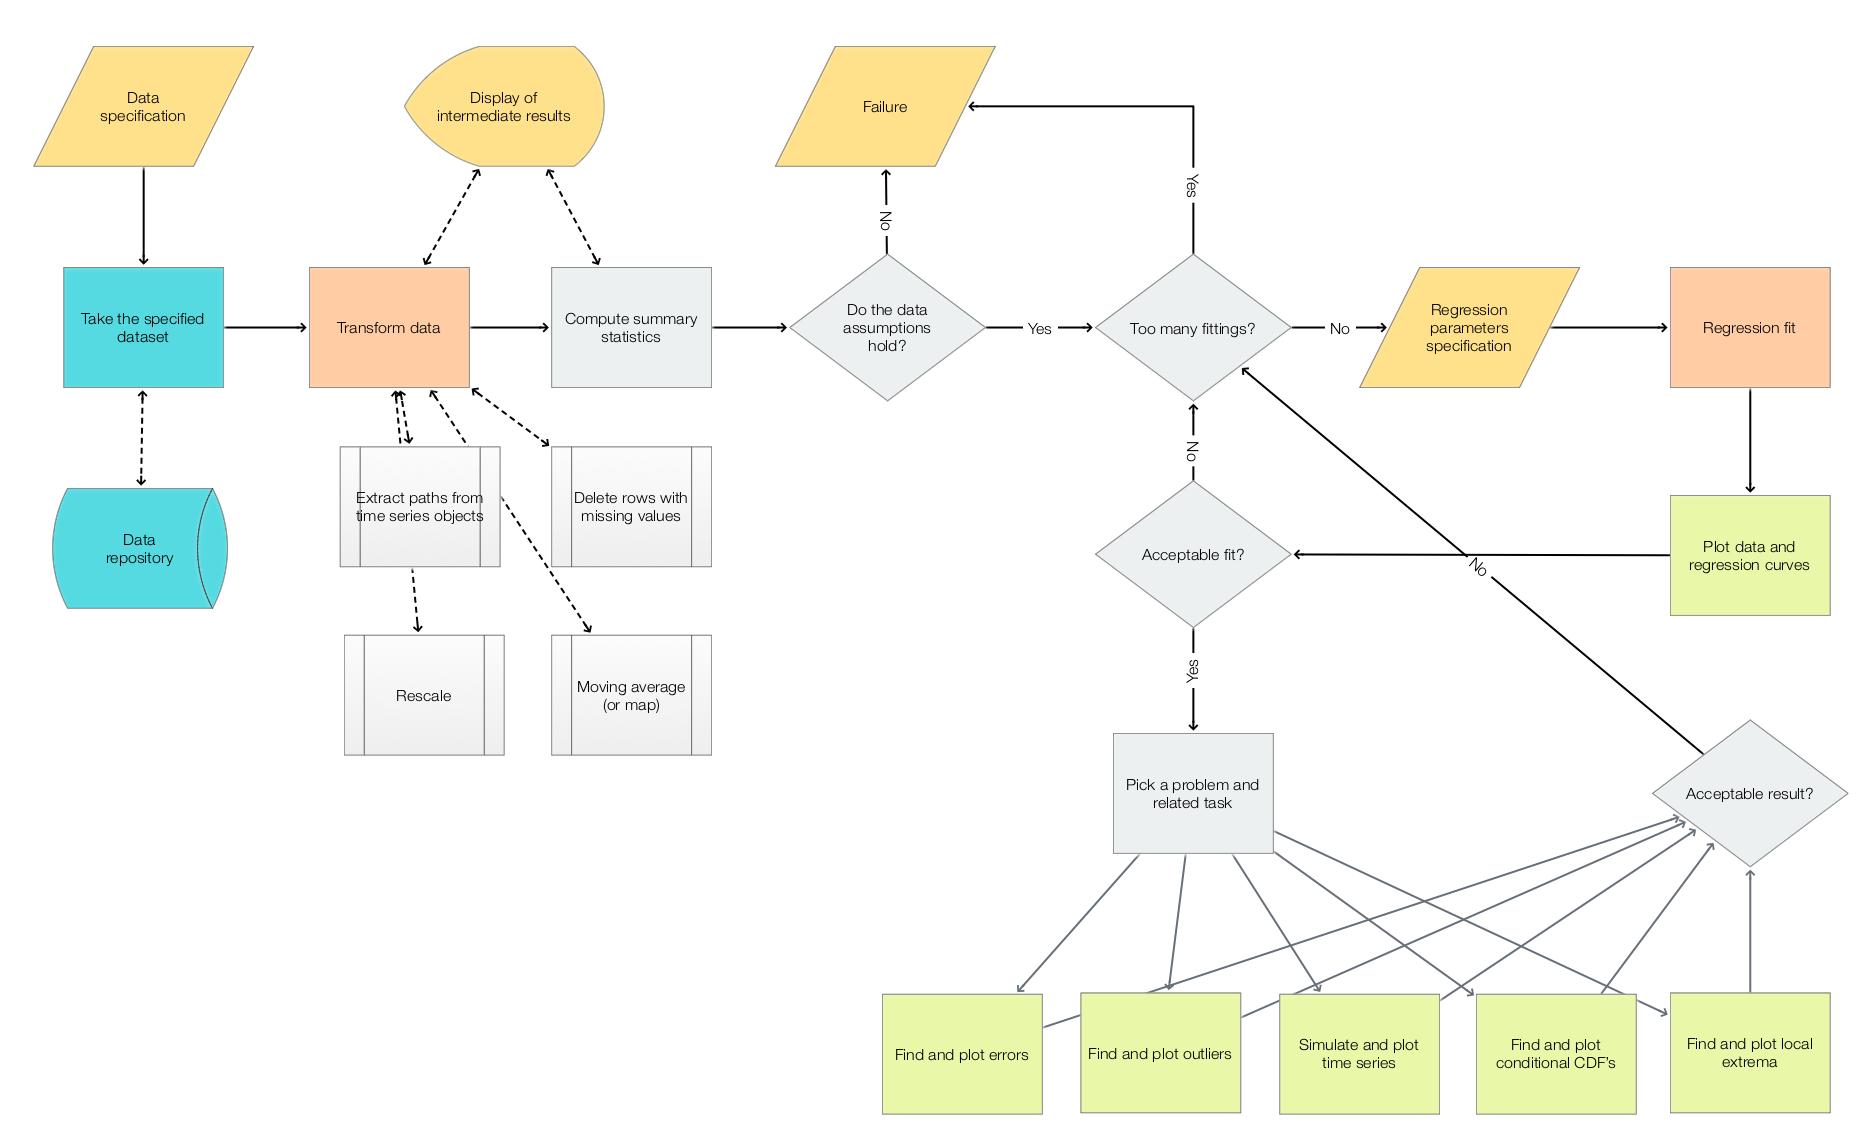 Data
specification
Display of
intermediate results
Failure
Yes
No
Take the specified
dataset
Transform data
Compute summary
statistics
Do the data
assumptions
hold?
Yes
Too many fittings?
No
Regression
parameters
specification
Regression fit
No
Extract paths from
time series objects
Delete rows with
missing values
Data
repository
Acceptable fit?
No
Plot data and
regression curves
Yes
Rescale
Moving average
(or map)
Pick a problem and
related task
Acceptable result?
Find and plot errors
Find and plot outliers
Simulate and plot
time series
Find and plot
conditional CDF's
Find and plot local
extrema